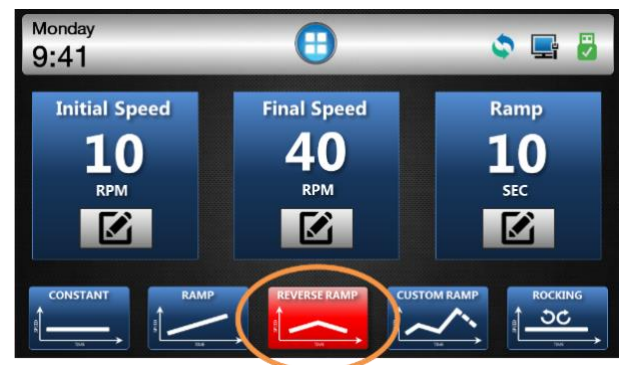 Monday
9:41
Initial Speed
10
RPM
Final Speed
40
RPM
Ramp
10
SEC
CONSTANT
RAMP
REVERSE RAMP
CUSTOM RAMP
ROCKING